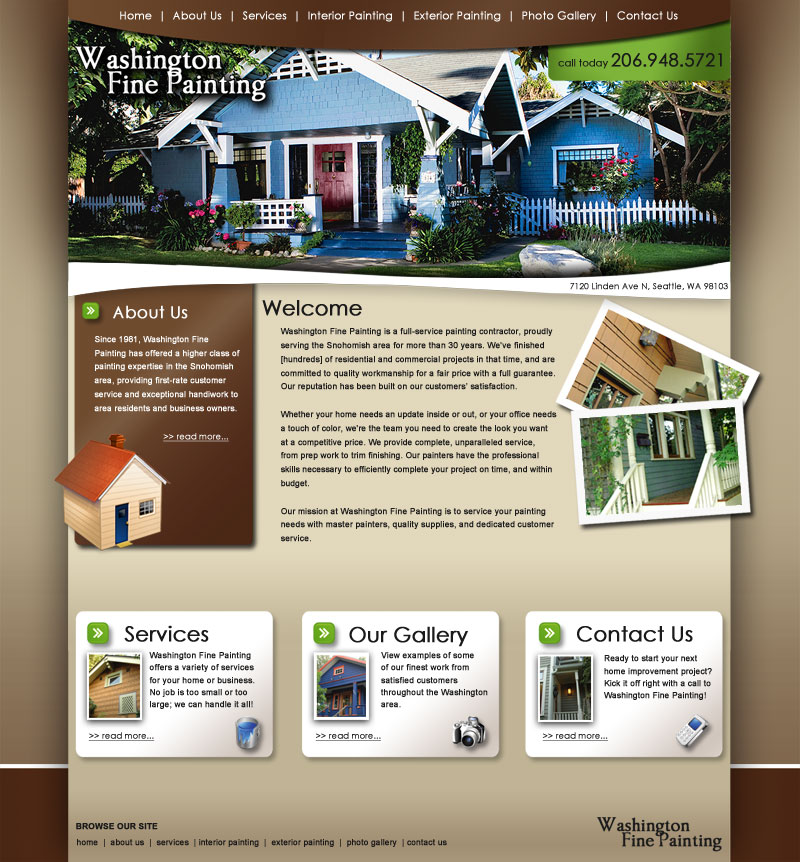 Home | About Us | Services | Interior Painting | Exterior Painting | Photo Gallery | Contact Us
Washington
Fine Painting
call today 206.948.5721
7120 Linden Ave N, Seattle, WA 98103
About Us
Since 1981, Washington Fine
Painting has offered a higher class of
painting expertise in the Snohomish
area, providing first-rate customer
service and exceptional handiwork to
area residents and business owners.
>> read more...
Welcome
Washington Fine Painting is a full-service painting contractor, proudly
serving the Snohomish area for more than 30 years. We've finished
[hundreds] of residential and commercial projects in that time, and are
committed to quality workmanship for a fair price with a full guarantee.
Our reputation has been built on our customers' satisfaction.
Whether your home needs an update inside or out, or your office needs
a touch of color, we're the team you need to create the look you want
at a competitive price. We provide complete, unparalleled service,
from prep work to trim finishing. Our painters have the professional
skills necessary to efficiently complete your project on time, and within
budget.
Our mission at Washington Fine Painting is to service your painting
needs with master painters, quality supplies, and dedicated customer
service.
Services
Washington Fine Painting
offers a variety of services
for your home or business.
No job is too small or too
large; we can handle it all!
>> read more...
Our Gallery
View examples of some
of our finest work from
satisfied customers
throughout the Washington
area.
>> read more...
Contact Us
Ready to start your next
home improvement project?
Kick it off right with a call to
Washington Fine Painting!
>> read more...
BROWSE OUR SITE
home | about us | services | interior painting | exterior painting | photo gallery | contact us
Washington
Fine Painting